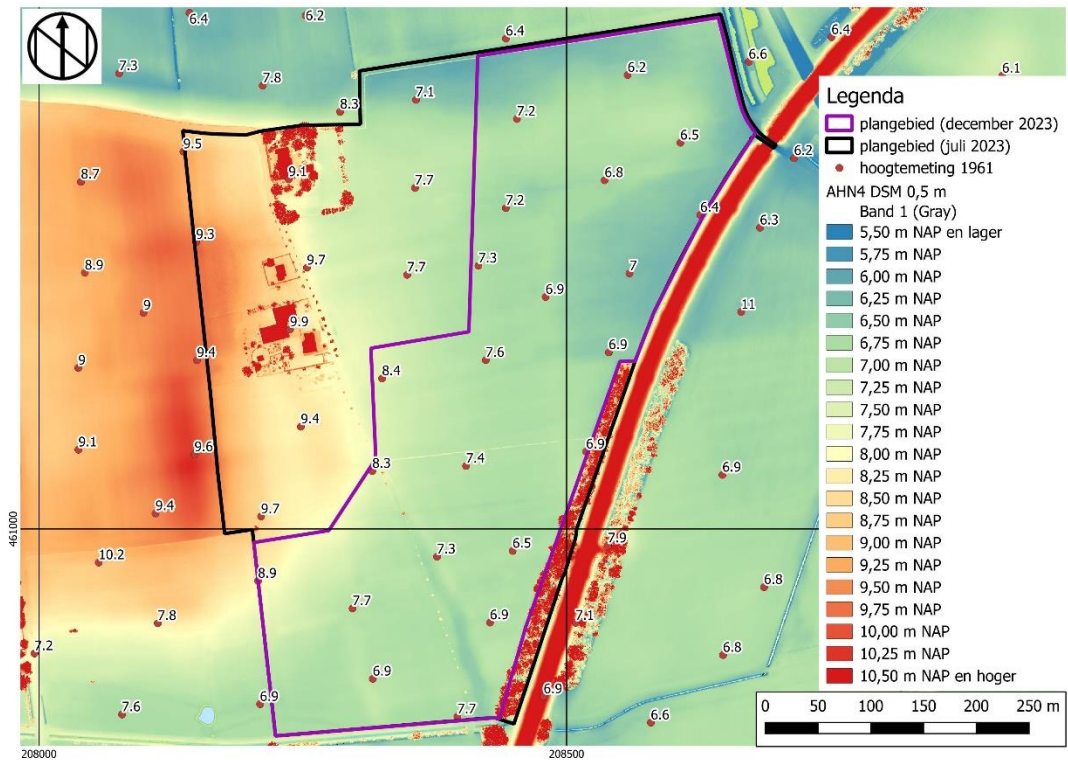 6.4
6.2
6.4
6.4
6.6
6.1
7.3
7.8
6.2
8.3
7.1
7.2
Legenda
plangebied (december 2023)
plangebied (juli 2023)
hoogtemeting 1961
AHN4 DSM 0,5 m
Band 1 (Gray)
5,50 m NAP en lager
5,75 m NAP
6,00 m NAP
6,25 m NAP
6,50 m NAP
6,75 m NAP
7,00 m NAP
7,25 m NAP
7,50 m NAP
7,75 m NAP
8,00 m NAP
8,25 m NAP
8,50 m NAP
8,75 m NAP
9,00 m NAP
9,25 m NAP
9,50 m NAP
9,75 m NAP
10,00 m NAP
10,25 m NAP
10,50 m NAP en hoger
9.5
6.5
6.2
8.7
9.1
7.7
6.8
7.2
6.4
6.3
9.3
8.9
9.7
7.7
7.3
7
9
6.9
11
9.9
9
9.4
8.4
7.6
6.9
9.4
9.1
9.6
8.3
7.4
6.9
6.9
9.4
9.7
461000
10.2
7.3
6.5
7.9
8.9
6.8
7.8
7.7
6.9
7.1
7.2
6.9
6.8
6.9
6.9
7.6
7.7
6.6
0 50 100 150 200 250 m
208000
208500